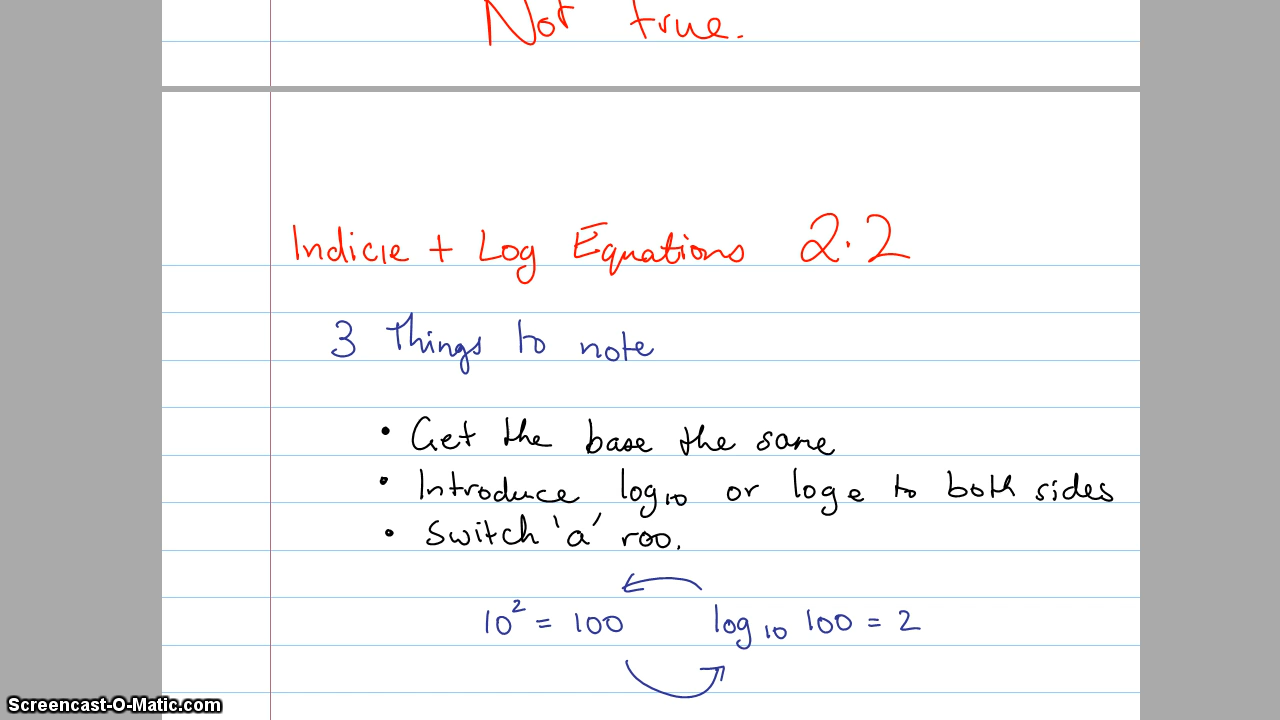 Not true.
Indicie + Log Equations 2.2
3 Things to note
• Get the base the same
• Introduce log₁₀ or logₑ to both sides
• Switch 'a' roo.
10² = 100 log₁₀ 100 = 2
Screencast-O-Matic.com